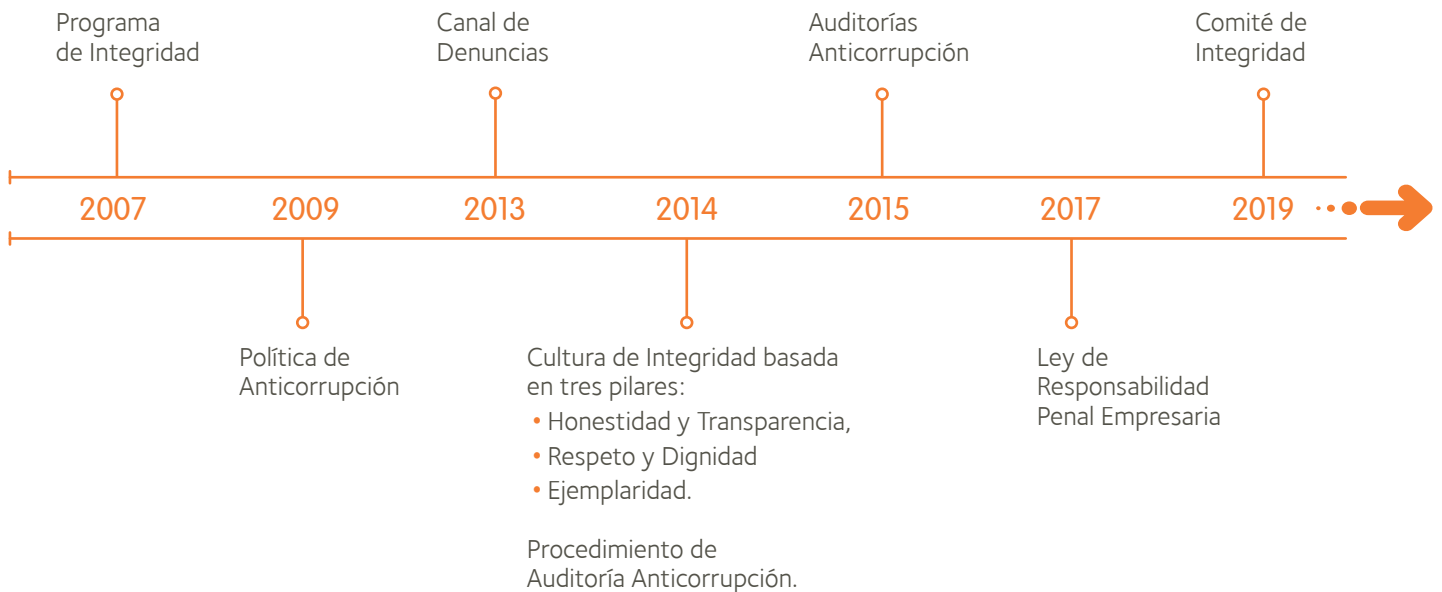 Programa
de Integridad
Canal de
Denuncias
Auditorías
Anticorrupción
Comité de
Integridad
2007 2009 2013 2014 2015 2017 2019
Política de
Anticorrupción
Cultura de Integridad basada
en tres pilares:
• Honestidad y Transparencia,
• Respeto y Dignidad
• Ejemplaridad.
Procedimiento de
Auditoría Anticorrupción.
Ley de
Responsabilidad
Penal Empresaria